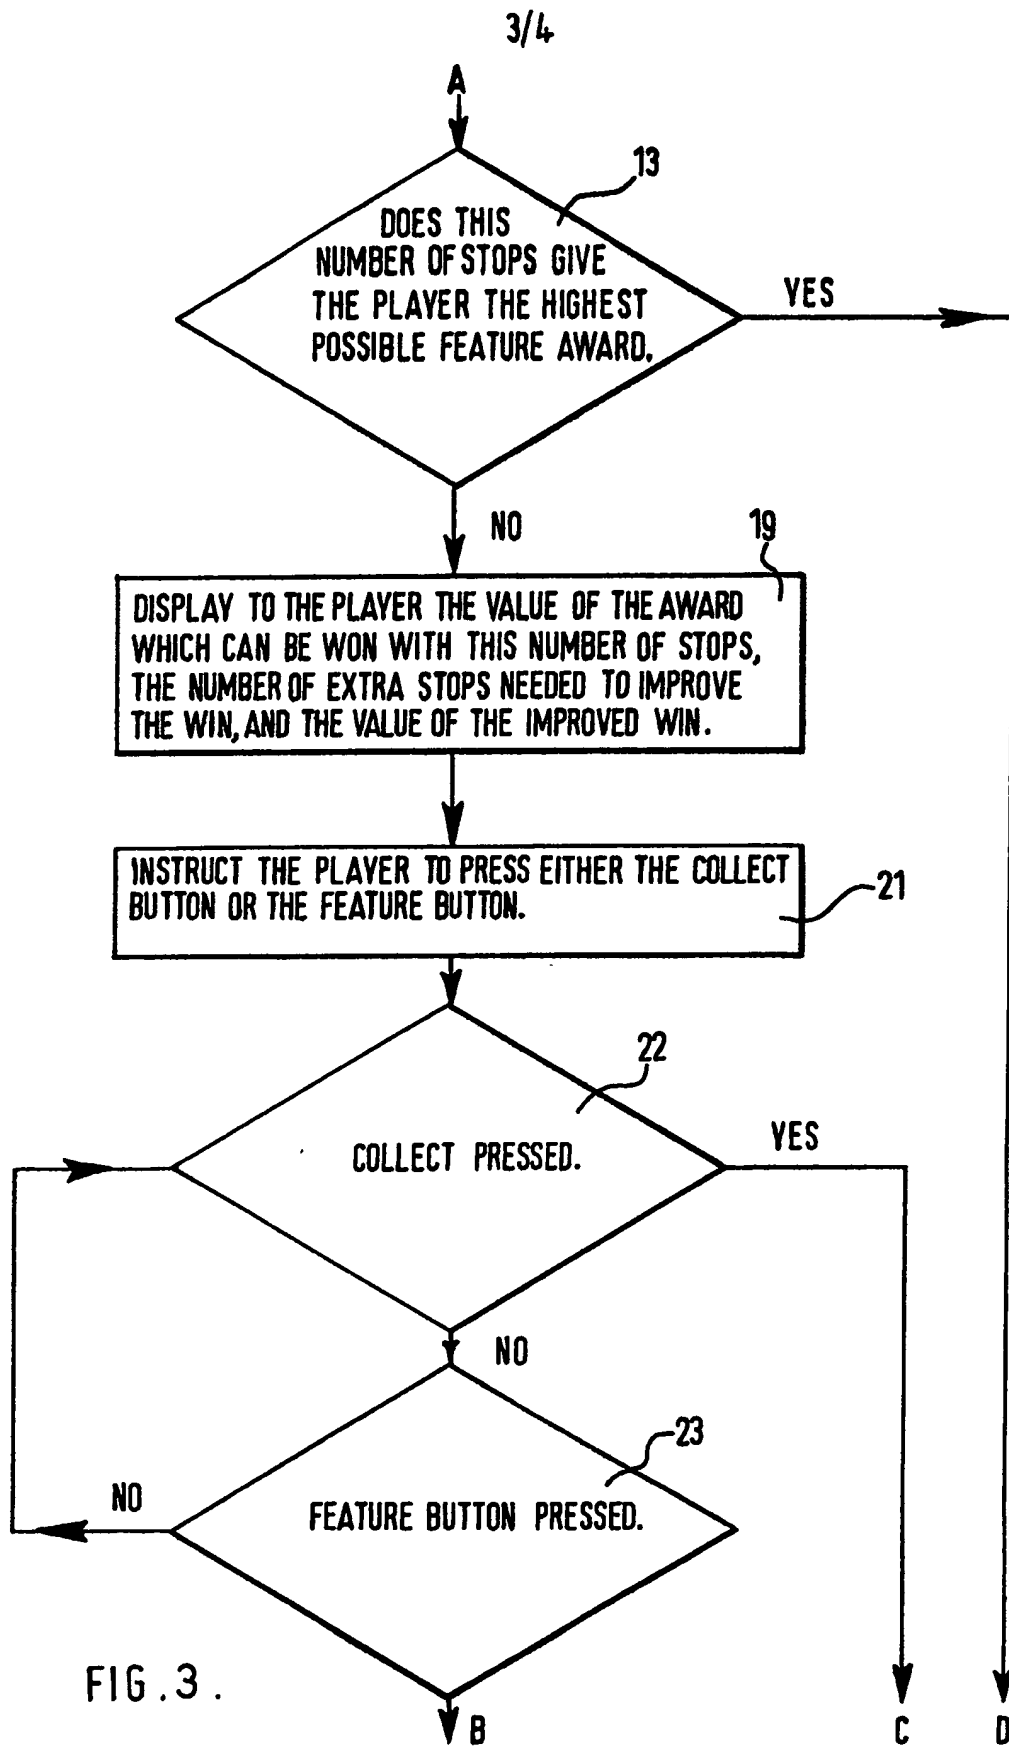 3/4
A
13
DOES THIS
NUMBER OF STOPS GIVE
THE PLAYER THE HIGHEST
POSSIBLE FEATURE AWARD.
YES
NO
19
DISPLAY TO THE PLAYER THE VALUE OF THE AWARD
WHICH CAN BE WON WITH THIS NUMBER OF STOPS,
THE NUMBER OF EXTRA STOPS NEEDED TO IMPROVE
THE WIN, AND THE VALUE OF THE IMPROVED WIN.
INSTRUCT THE PLAYER TO PRESS EITHER THE COLLECT
BUTTON OR THE FEATURE BUTTON.
21
22
COLLECT PRESSED.
YES
NO
23
FEATURE BUTTON PRESSED.
NO
FIG.3.
B
C
D